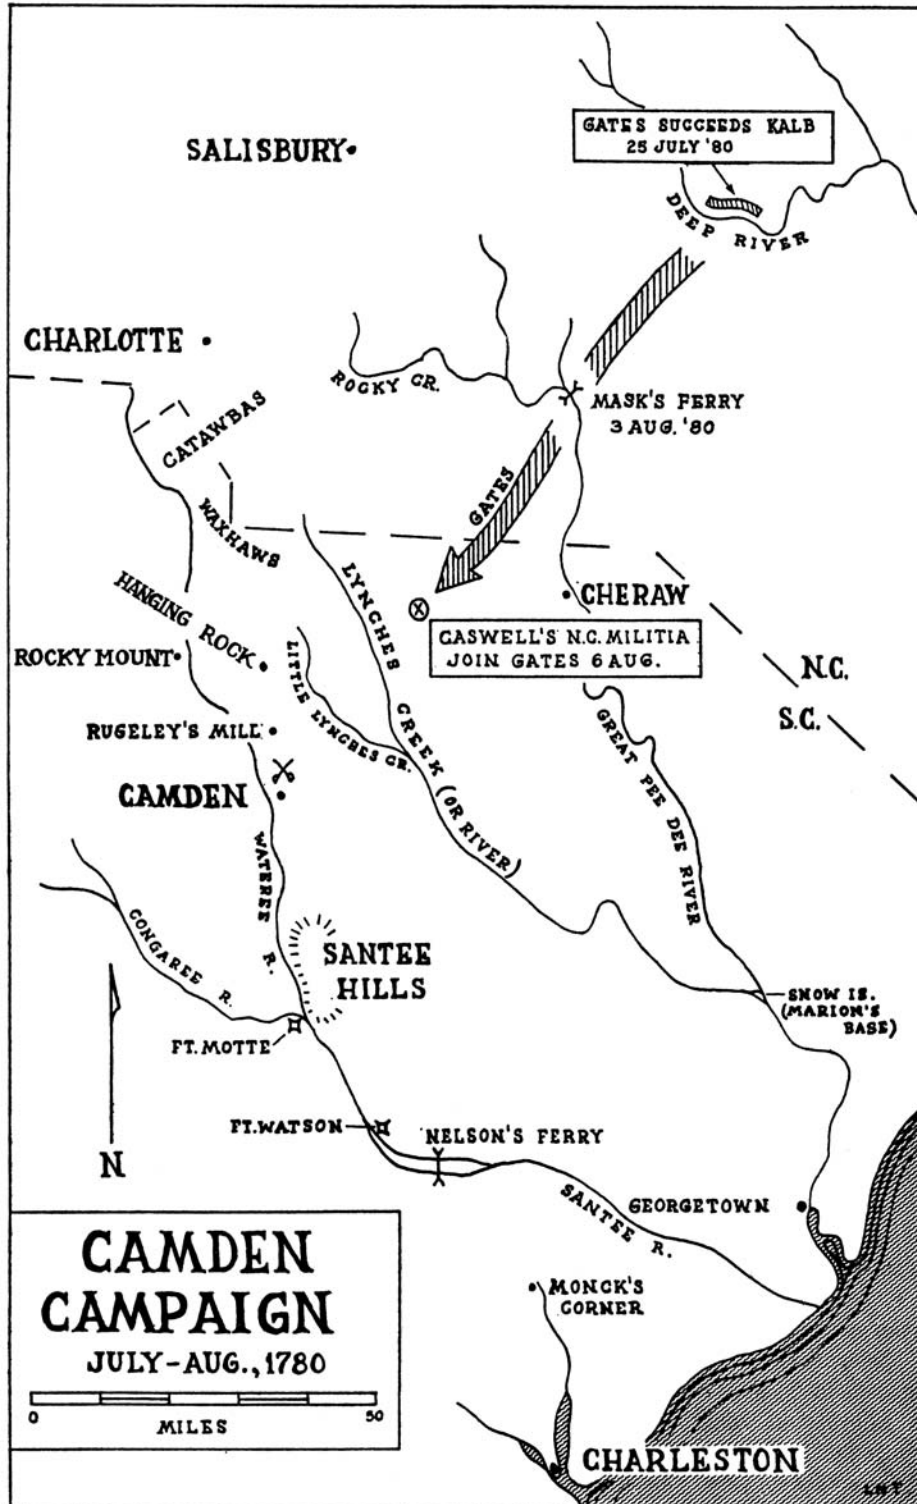 GATES SUCCEEDS KALB
25 JULY '80
SALISBURY
DEEP RIVER
CHARLOTTE
ROCKY CR.
MASK'S FERRY
3 AUG. '80
CATAWBAS
GATES
WAXHAWS
HANGING ROCK
LYNCHES CREEK (OR RIVER)
CHERAW
CASWELL'S N.C. MILITIA
JOIN GATES 6 AUG.
ROCKY MOUNT
LITTLE LYNCHES CR.
N.C.
S.C.
RUGELEY'S MILL
GREAT PEE DEE RIVER
CAMDEN
WATEREE R.
CONGAREE R.
SANTEE
HILLS
SNOW IS.
(MARION'S
BASE)
FT. MOTTE
FT. WATSON
NELSON'S FERRY
N
SANTEE R.
GEORGETOWN
CAMDEN
CAMPAIGN
JULY-AUG., 1780
0 50
MILES
MONCK'S
CORNER
CHARLESTON